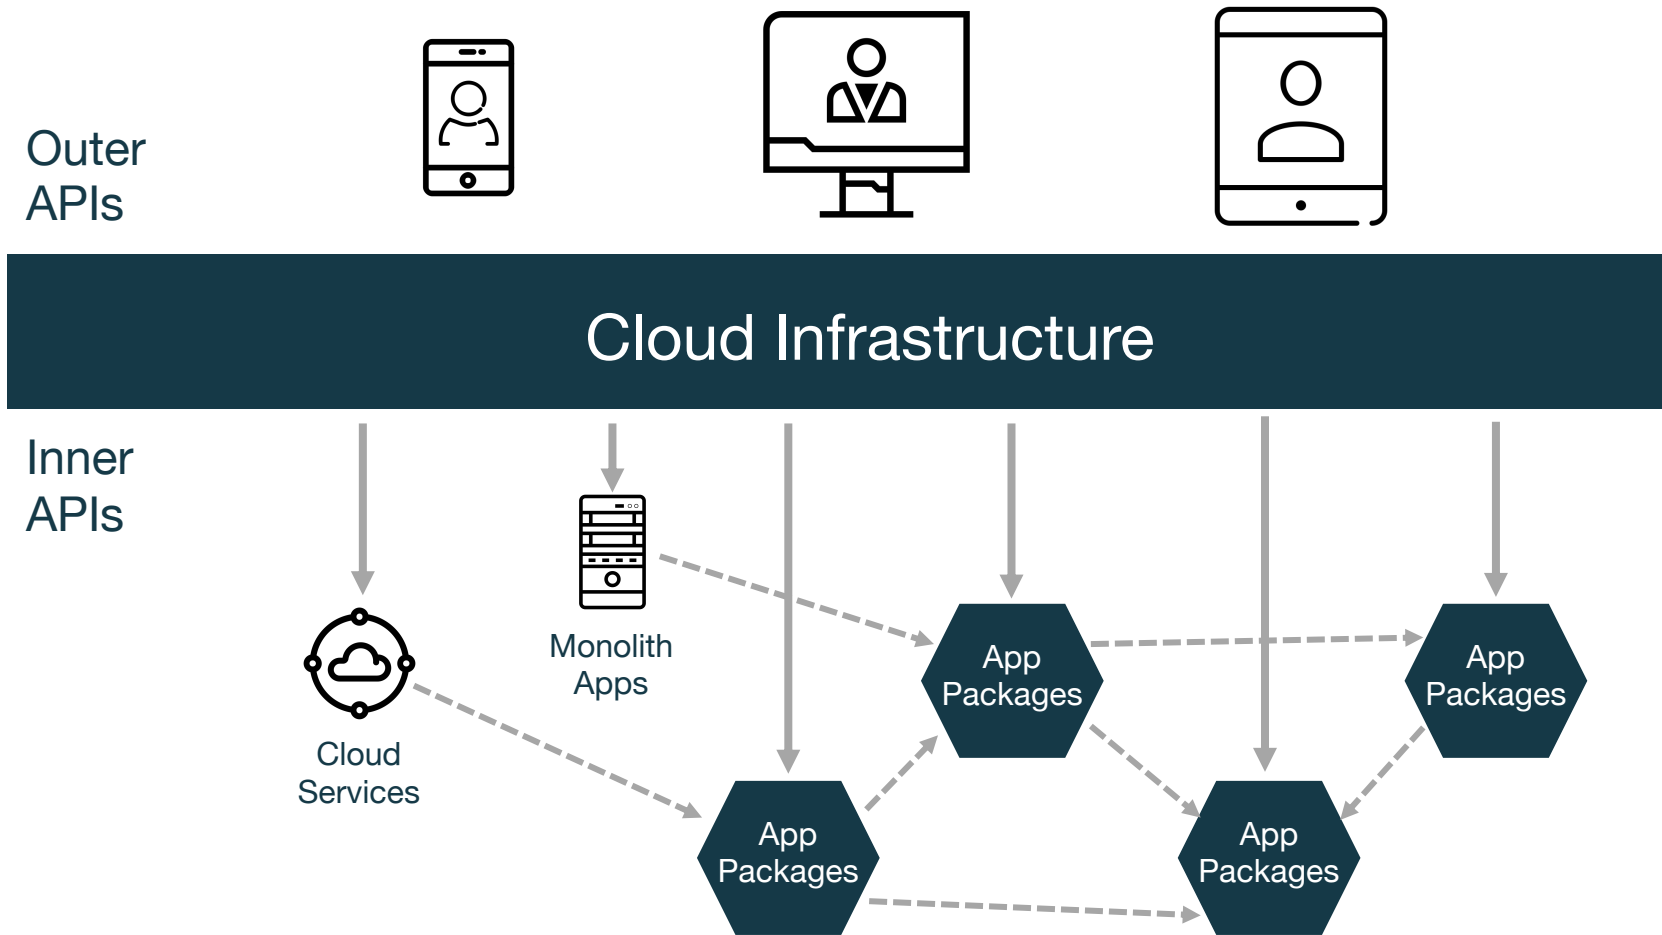 Outer
APIs
Cloud Infrastructure
Inner
APIs
Monolith
Apps
Cloud
Services
App
Packages
App
Packages
App
Packages
App
Packages